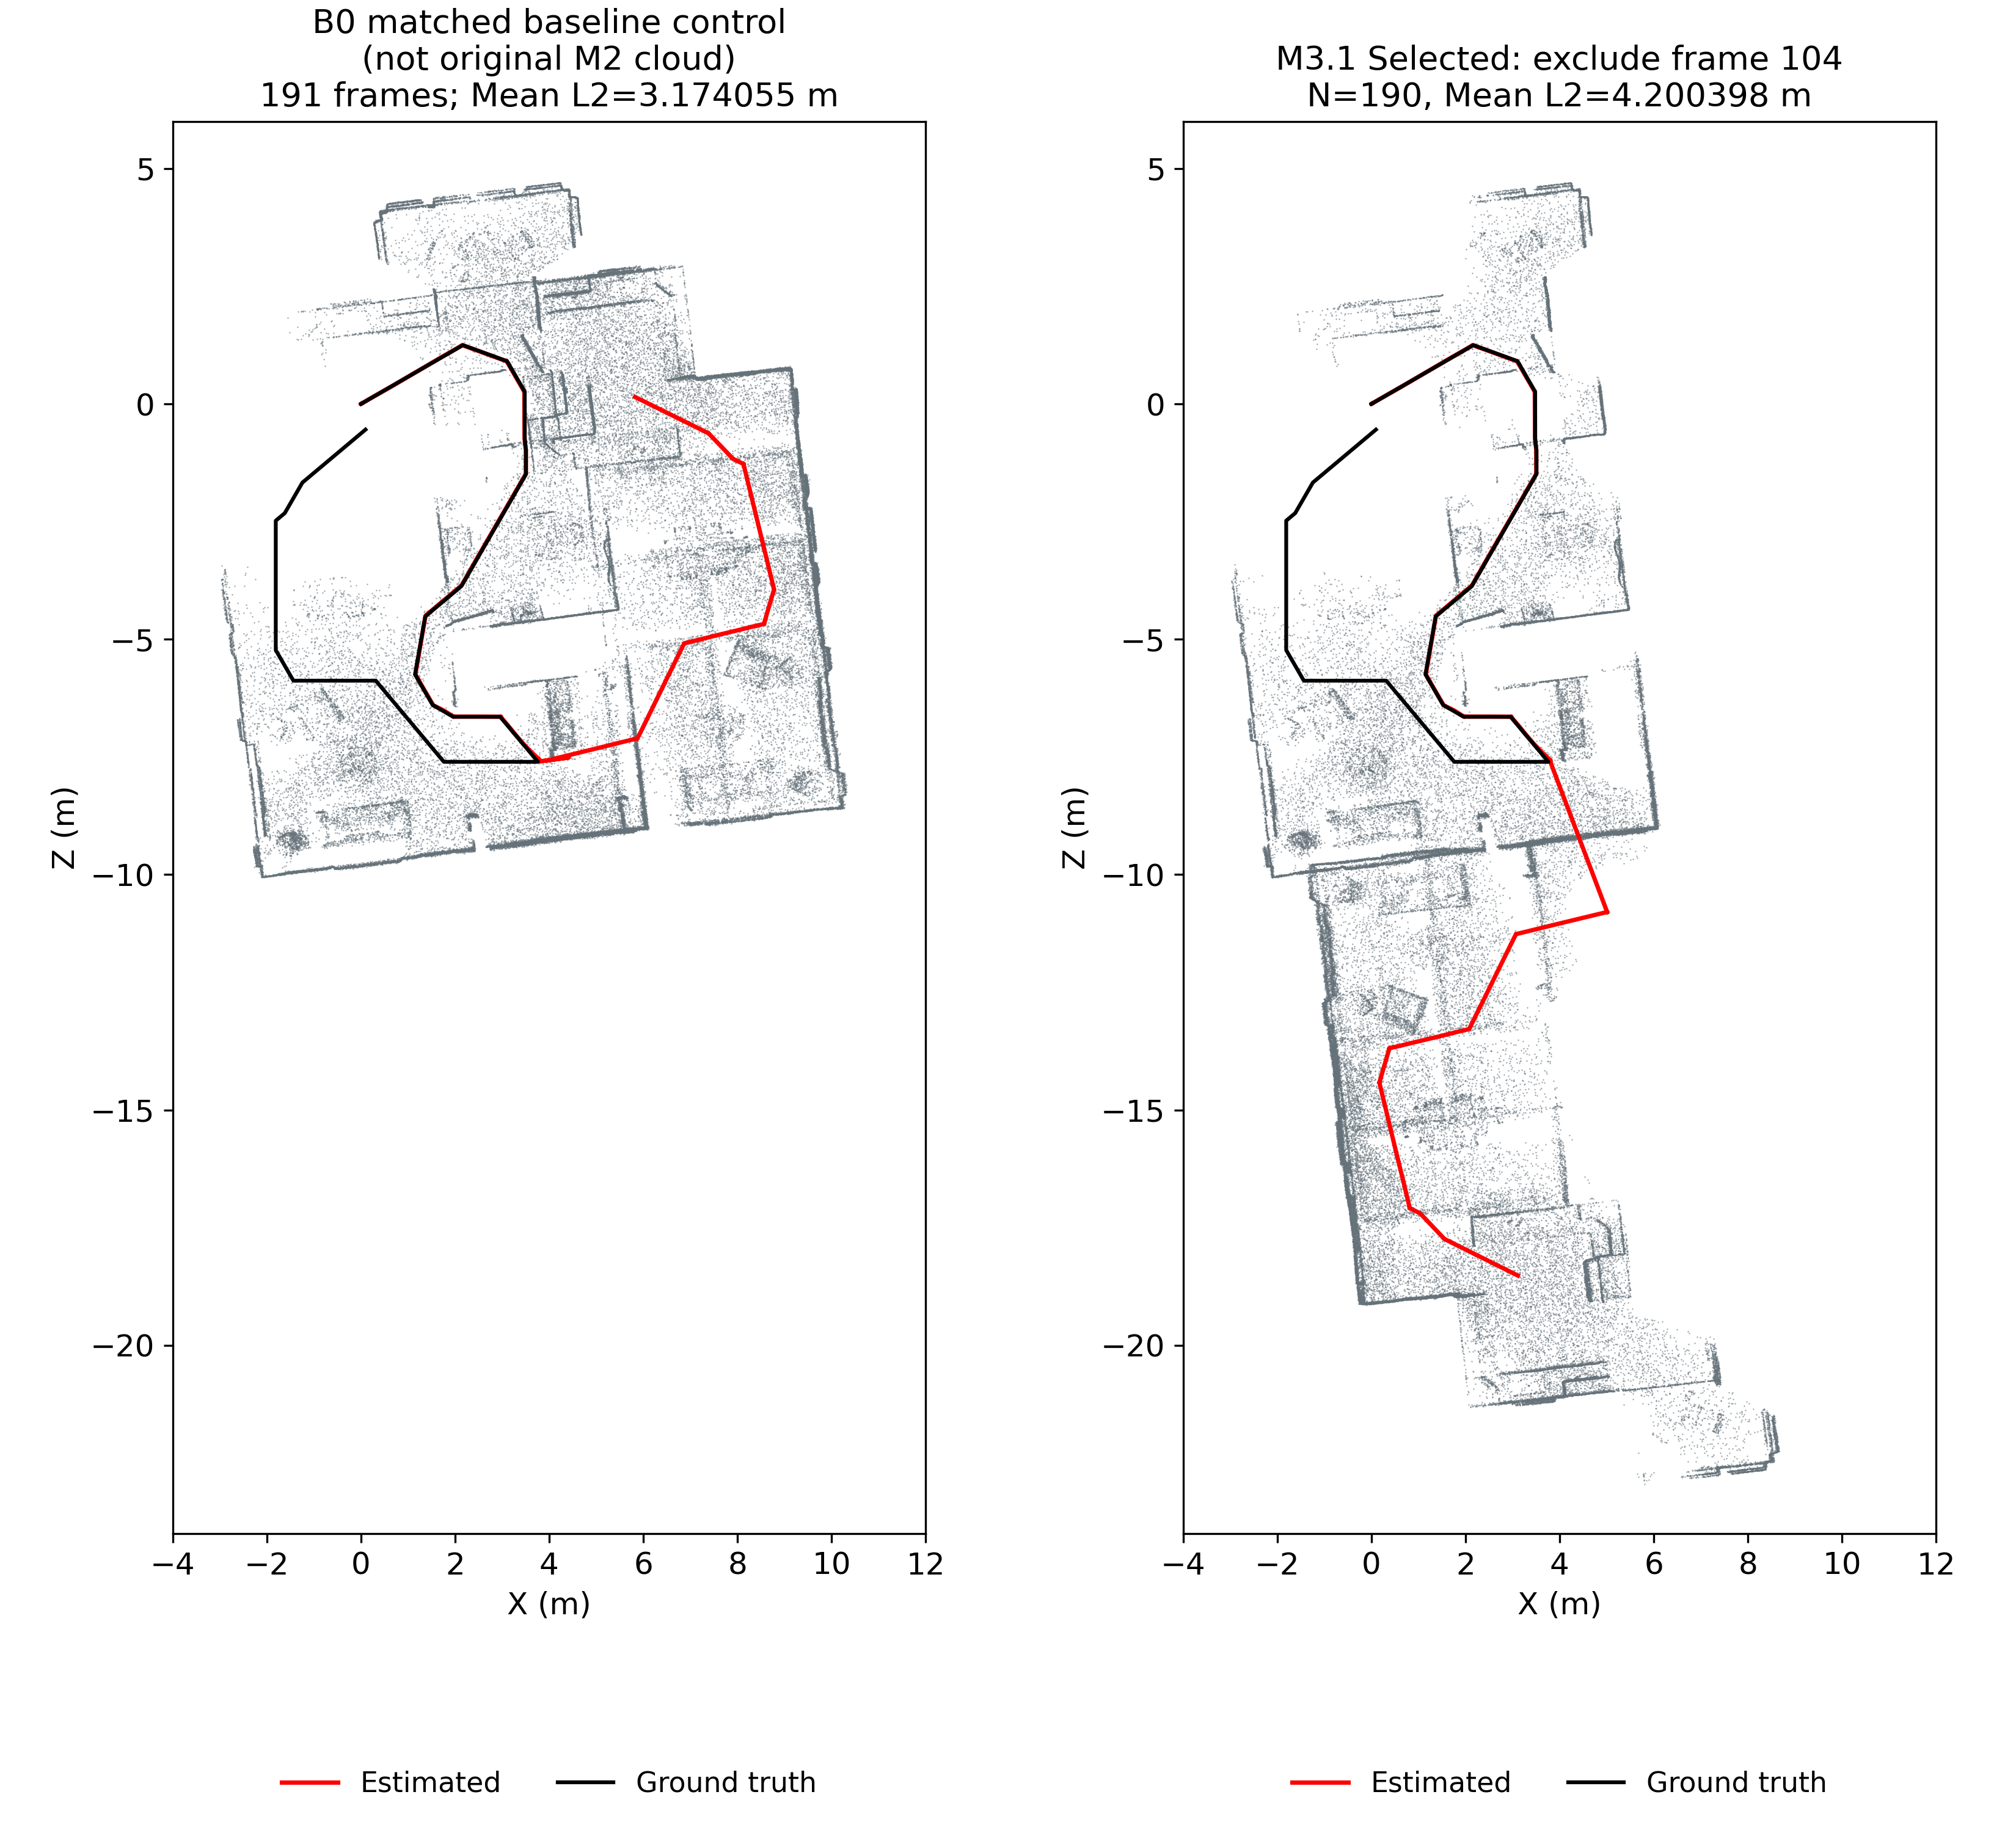 B0 matched baseline control
(not original M2 cloud)
191 frames; Mean L2=3.174055 m
5
0
−5
−10
−15
−20
Z (m)
−4 −2 0 2 4 6 8 10 12
X (m)
Estimated Ground truth
M3.1 Selected: exclude frame 104
N=190, Mean L2=4.200398 m
5
0
−5
−10
−15
−20
Z (m)
−4 −2 0 2 4 6 8 10 12
X (m)
Estimated Ground truth